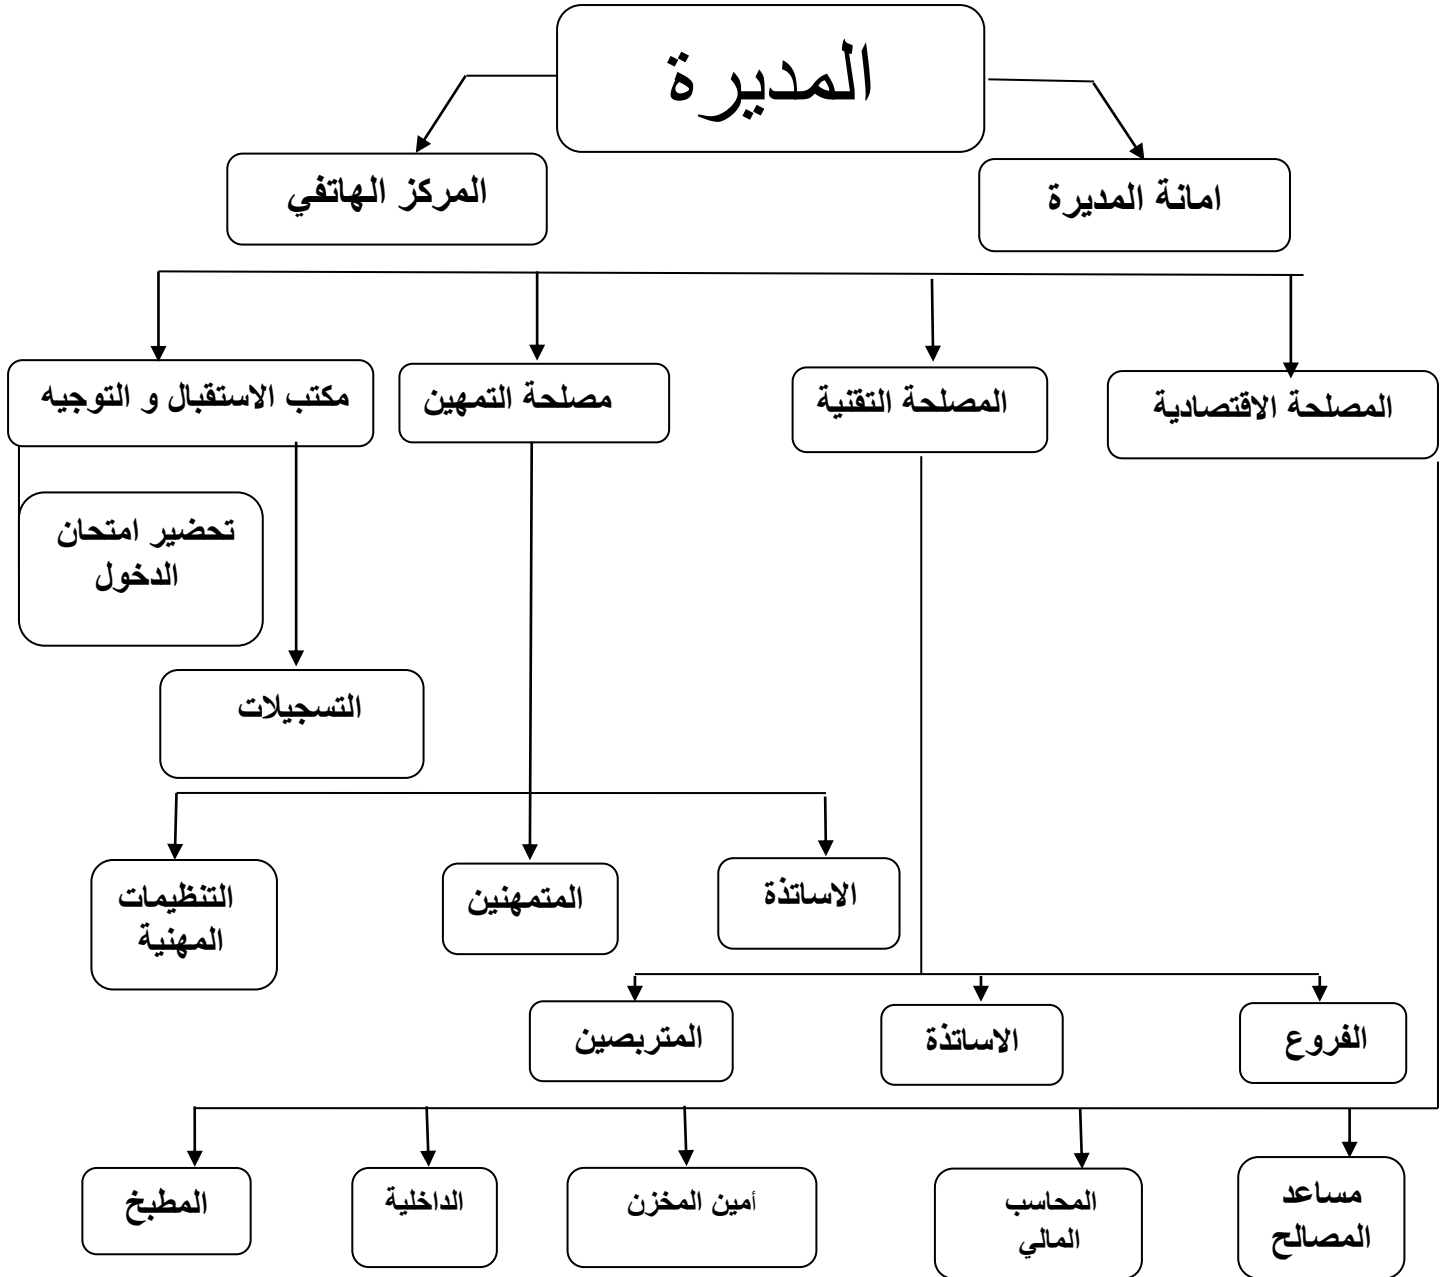 المديرة
امانة المديرة
المركز الهاتفي
المصلحة الاقتصادية
المصلحة التقنية
مصلحة التمهين
مكتب الاستقبال و التوجيه
تحضير امتحان
الدخول
التسجيلات
الاساتذة
المتمهنين
التنظيمات
المهنية
الفروع
الاساتذة
المتربصين
مساعد
المصالح
المحاسب
المالي
أمين المخزن
الداخلية
المطبخ